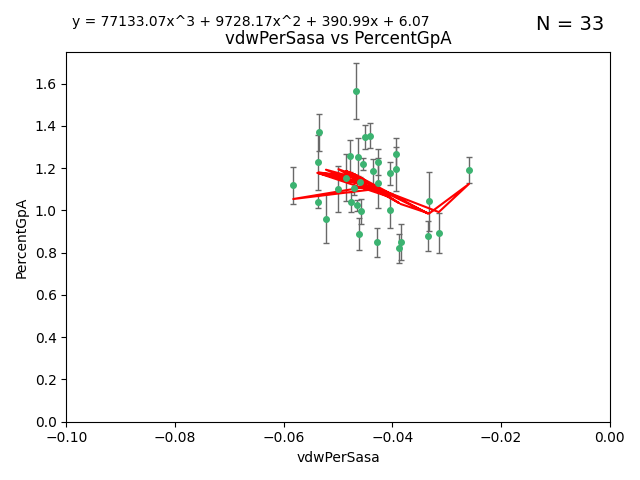 y = 77133.07x^3 + 9728.17x^2 + 390.99x + 6.07
N = 33
vdwPerSasa vs PercentGpA
PercentGpA
1.6
1.4
1.2
1.0
0.8
0.6
0.4
0.2
0.0
−0.10 −0.08 −0.06 −0.04 −0.02 0.00
vdwPerSasa